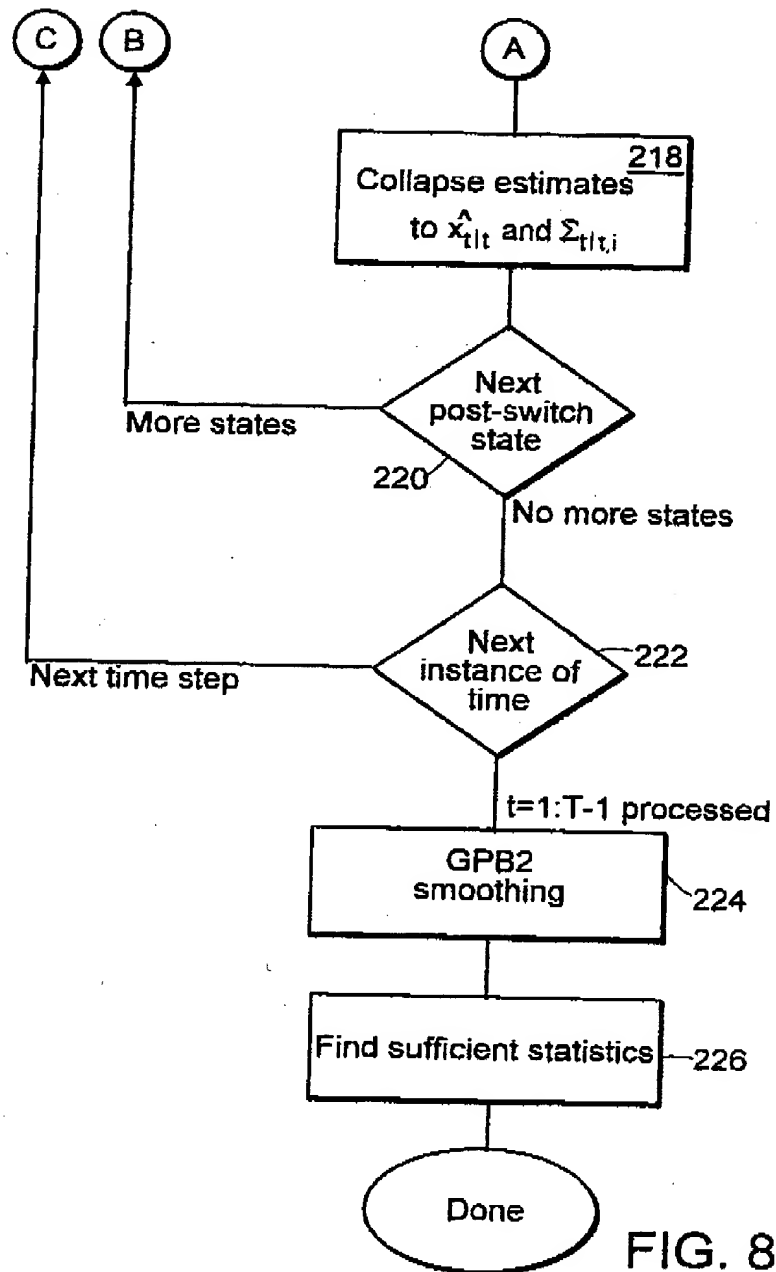 C
B
A
218
Collapse estimates
to x̂t|t and Σt|t,i
Next
post-switch
state
More states
220
No more states
Next
instance of
time
222
Next time step
t=1:T-1 processed
GPB2
smoothing
224
Find sufficient statistics
226
Done
FIG. 8